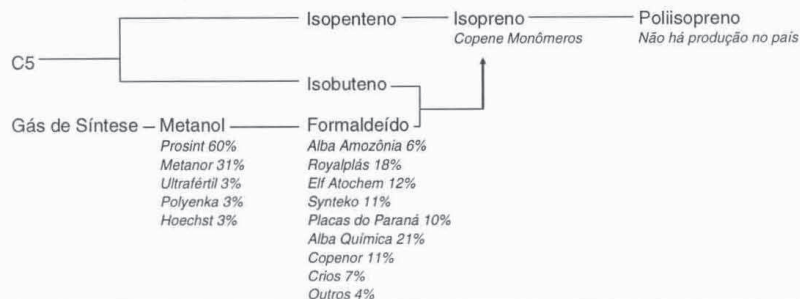 Isopenteno Isopreno Poliisopreno
Copene Monômeros Não há produção no país
C5
Isobuteno
Gás de Síntese Metanol Formaldeído
Prosint 60% Alba Amozônia 6%
Metanor 31% Royalplás 18%
Ultrafértil 3% Elf Atochem 12%
Polyenka 3% Synteko 11%
Hoechst 3% Placas do Paraná 10%
Alba Química 21%
Copenor 11%
Crios 7%
Outros 4%